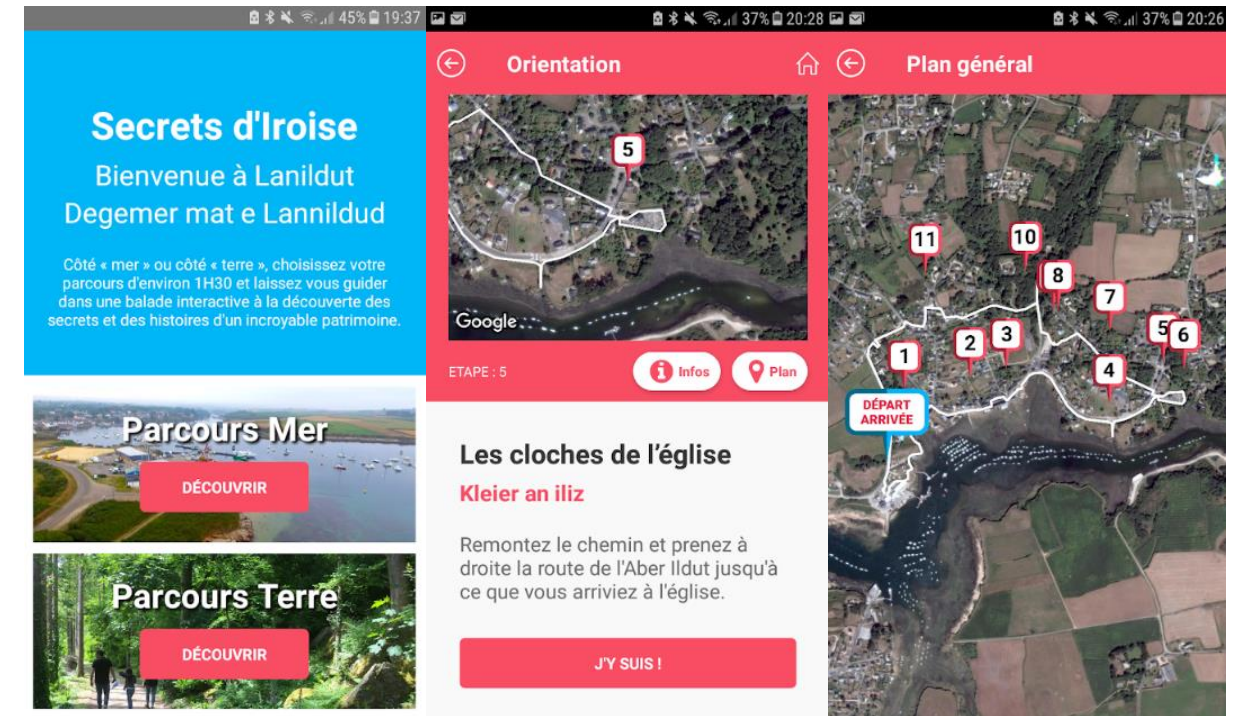 45% 19:37
Secrets d'Iroise
Bienvenue à Lanildut
Degemer mat e Lannildud
Côté « mer » ou côté « terre », choisissez votre
parcours d'environ 1H30 et laissez vous guider
dans une balade interactive à la découverte des
secrets et des histoires d'un incroyable patrimoine.
Parcours Mer
DÉCOUVRIR
Parcours Terre
DÉCOUVRIR
37% 20:28
Orientation
5
Google
ETAPE : 5
Infos
Plan
Les cloches de l'église
Kleier an iliz
Remontez le chemin et prenez à
droite la route de l'Aber Ildut jusqu'à
ce que vous arriviez à l'église.
J'Y SUIS !
37% 20:26
Plan général
11
10
8
7
5
6
3
2
1
4
DÉPART
ARRIVÉE